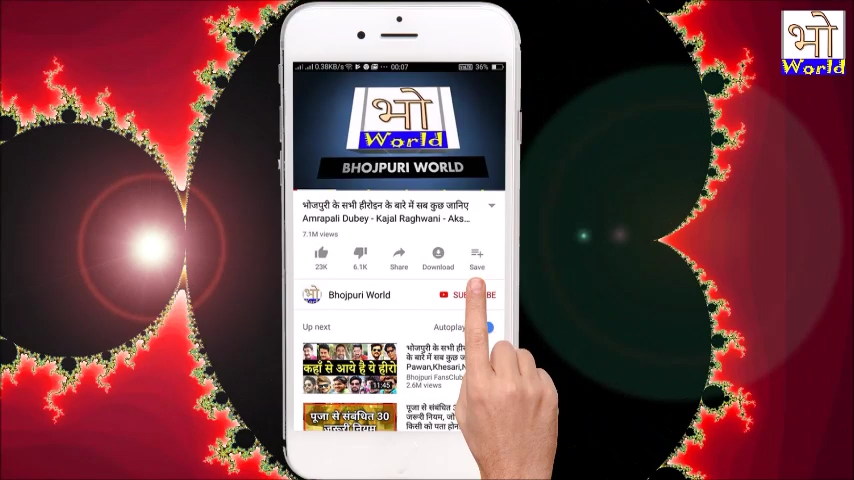 भो
World
0.38KB/s 00:07 36%
भो
World
BHOJPURI WORLD
भोजपुरी के सभी हीरोइन के बारे में सब कुछ जानिए
Amrapali Dubey - Kajal Raghwani - Aks...
7.1M views
23K 6.1K Share Download Save
भो Bhojpuri World
Up next Autoplay
कहाँ से आये है ये हीरो
11:45
भोजपुरी के सभी
के बारे में सब कुछ
Pawan,Khesari,
Bhojpuri FansClub
2.6M views
पूजा से संबंधित 30
जरूरी नियम
पूजा से संबंधित
जरूरी नियम, जो
किसी को पता